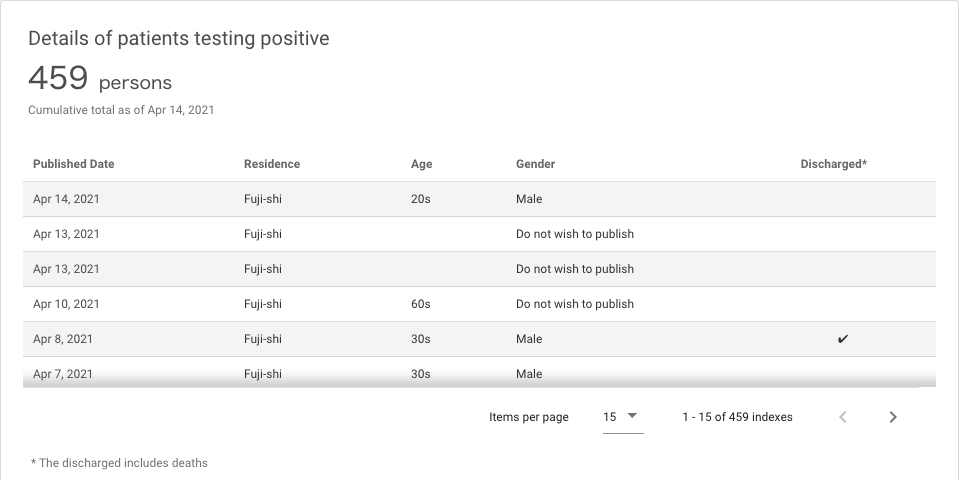 Details of patients testing positive
459 persons
Cumulative total as of Apr 14, 2021
Published Date Residence Age Gender Discharged*
Apr 14, 2021 Fuji-shi 20s Male
Apr 13, 2021 Fuji-shi Do not wish to publish
Apr 13, 2021 Fuji-shi Do not wish to publish
Apr 10, 2021 Fuji-shi 60s Do not wish to publish
Apr 8, 2021 Fuji-shi 30s Male ✔
Apr 7, 2021 Fuji-shi 30s Male
Items per page 15 1 - 15 of 459 indexes
* The discharged includes deaths